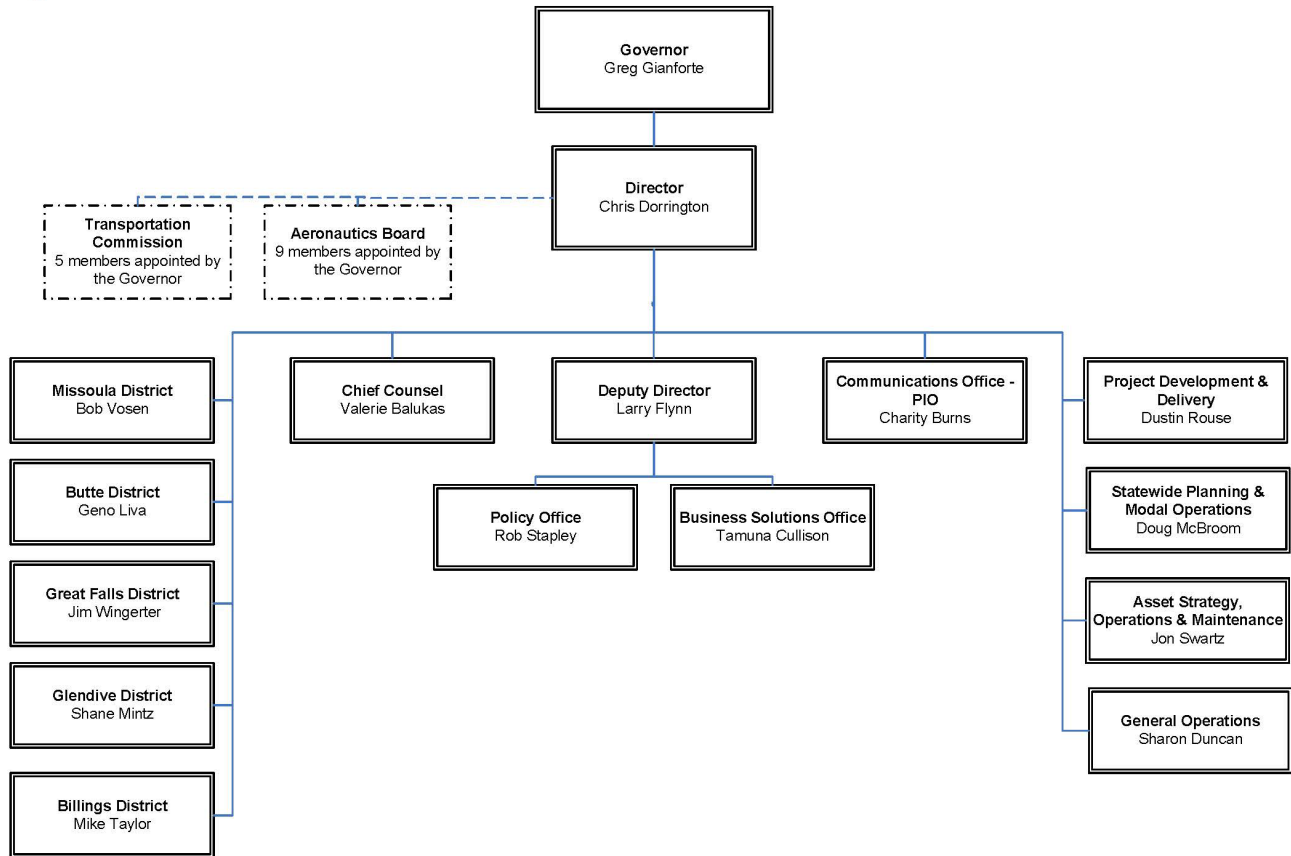 Governor
Greg Gianforte
Director
Chris Dorrington
Transportation
Commission
5 members appointed by
the Governor
Aeronautics Board
9 members appointed by
the Governor
Missoula District
Bob Vosen
Chief Counsel
Valerie Balukas
Deputy Director
Larry Flynn
Communications Office -
PIO
Charity Burns
Project Development &
Delivery
Dustin Rouse
Butte District
Geno Liva
Policy Office
Rob Stapley
Business Solutions Office
Tamuna Cullison
Statewide Planning &
Modal Operations
Doug McBroom
Great Falls District
Jim Wingerter
Asset Strategy,
Operations & Maintenance
Jon Swartz
Glendive District
Shane Mintz
General Operations
Sharon Duncan
Billings District
Mike Taylor